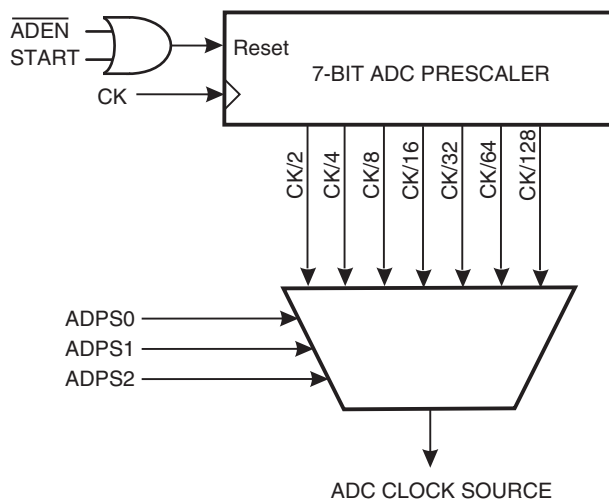 ADEN
START
Reset
7-BIT ADC PRESCALER
CK
CK/2
CK/4
CK/8
CK/16
CK/32
CK/64
CK/128
ADPS0
ADPS1
ADPS2
ADC CLOCK SOURCE